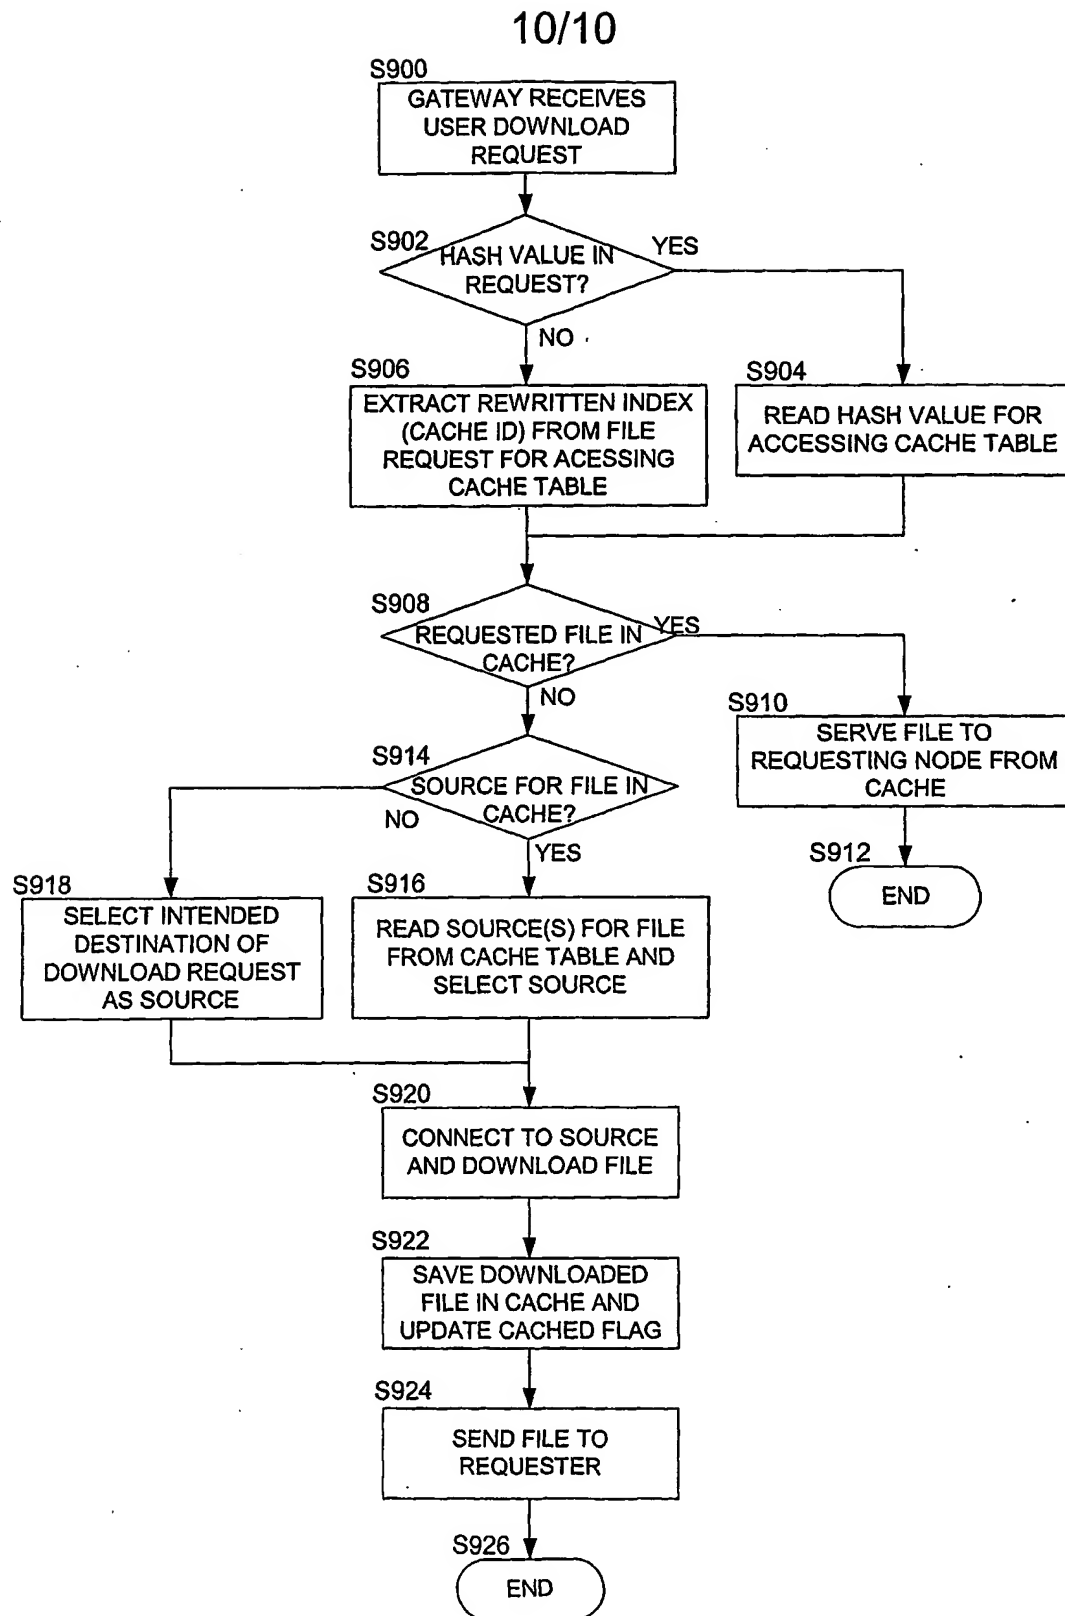 10/10
S900
GATEWAY RECEIVES
USER DOWNLOAD
REQUEST
S902
HASH VALUE IN
REQUEST?
YES
NO
S906
EXTRACT REWRITTEN INDEX
(CACHE ID) FROM FILE
REQUEST FOR ACESSING
CACHE TABLE
S904
READ HASH VALUE FOR
ACCESSING CACHE TABLE
S908
REQUESTED FILE IN
CACHE?
YES
NO
S910
SERVE FILE TO
REQUESTING NODE FROM
CACHE
S912
END
S914
SOURCE FOR FILE IN
CACHE?
NO
YES
S918
SELECT INTENDED
DESTINATION OF
DOWNLOAD REQUEST
AS SOURCE
S916
READ SOURCE(S) FOR FILE
FROM CACHE TABLE AND
SELECT SOURCE
S920
CONNECT TO SOURCE
AND DOWNLOAD FILE
S922
SAVE DOWNLOADED
FILE IN CACHE AND
UPDATE CACHED FLAG
S924
SEND FILE TO
REQUESTER
S926
END